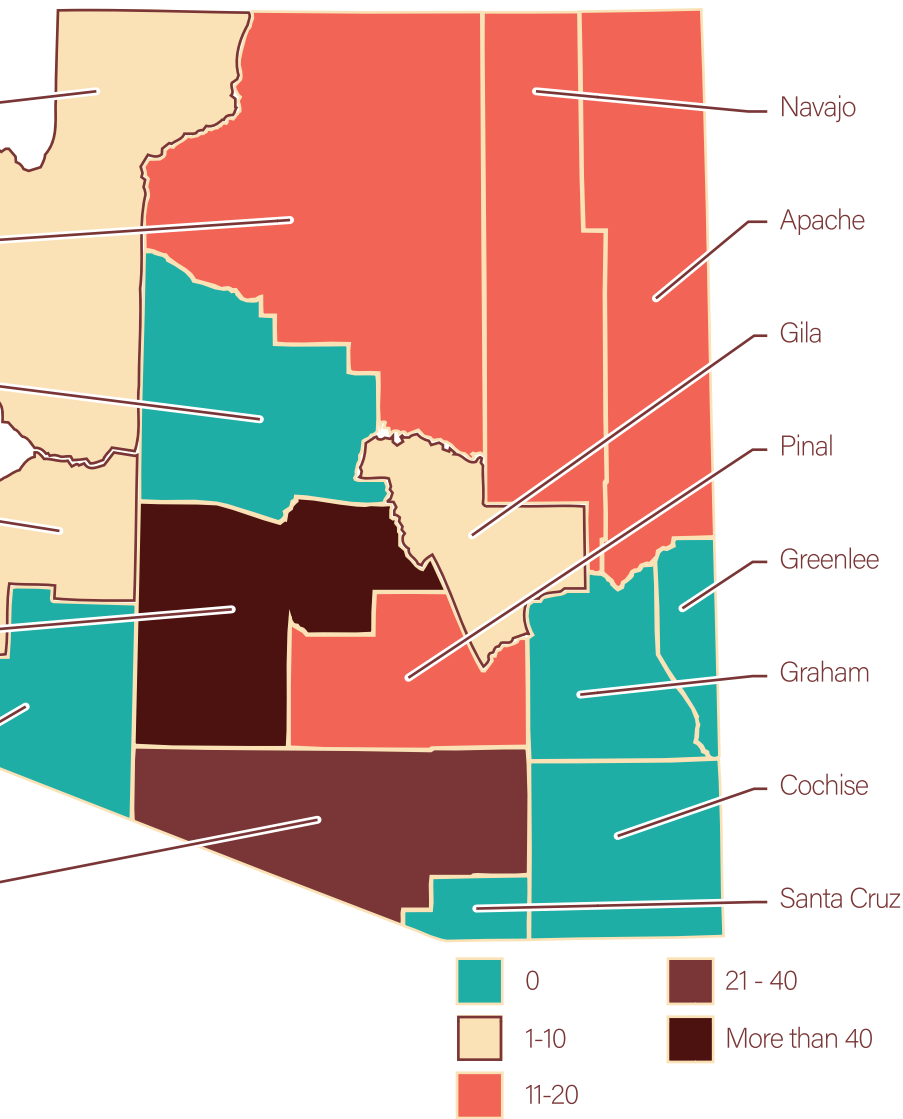 Navajo
Apache
Gila
Pinal
Greenlee
Graham
Cochise
Santa Cruz
0
21 - 40
1-10
More than 40
11-20